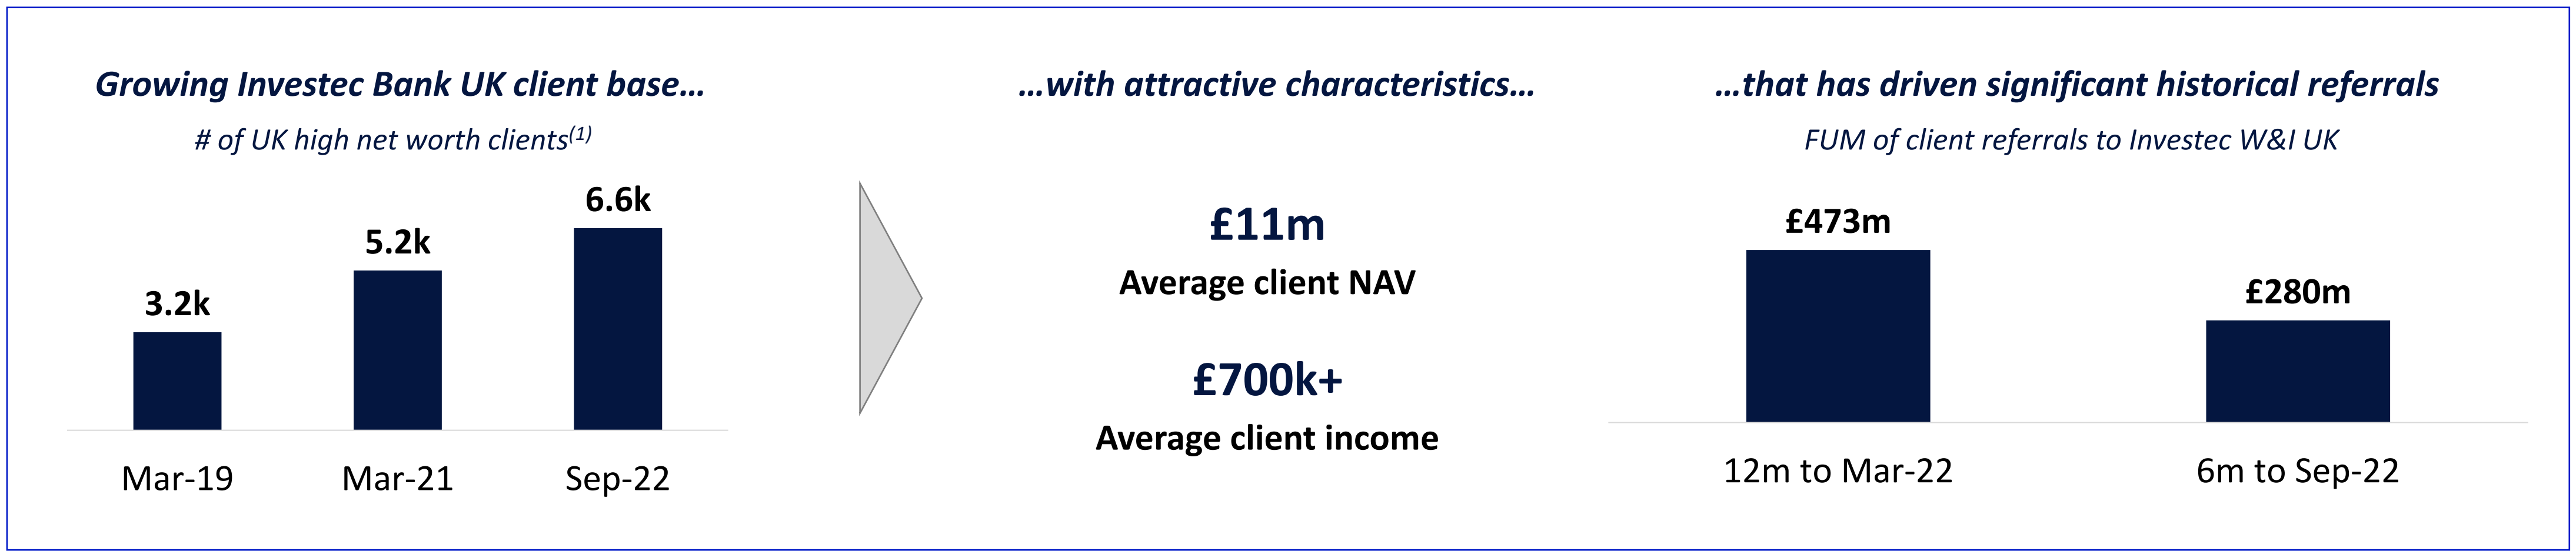 Growing Investec Bank UK client base…
# of UK high net worth clients(1)
6.6k
5.2k
3.2k
Mar-19
Mar-21
Sep-22
…with attractive characteristics…
£11m
Average client NAV
£700k+
Average client income
…that has driven significant historical referrals
FUM of client referrals to Investec W&I UK
£473m
£280m
12m to Mar-22
6m to Sep-22